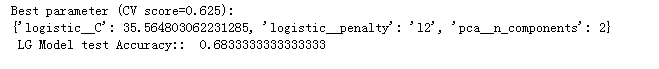 Best parameter (CV score=0.625):
{'logistic__C': 35.564803062231285, 'logistic__penalty': 'l2', 'pca__n_components': 2}
LG Model test Accuracy::  0.6833333333333333